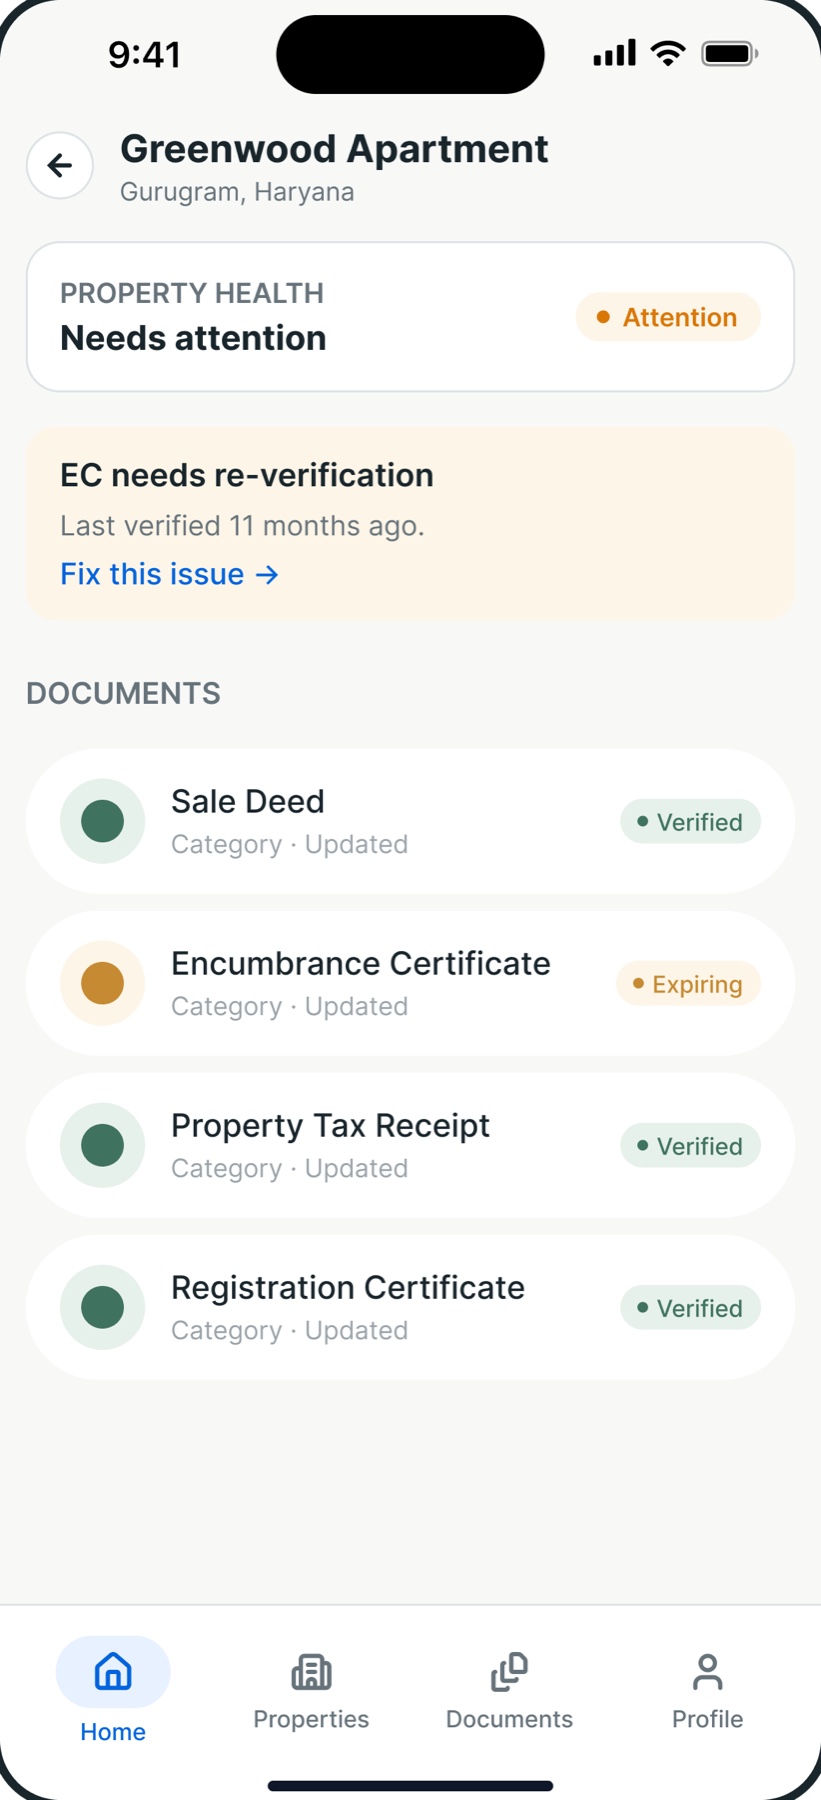 9:41
Greenwood Apartment
Gurugram, Haryana
PROPERTY HEALTH
Needs attention
Attention
EC needs re-verification
Last verified 11 months ago.
Fix this issue →
DOCUMENTS
Sale Deed
Category · Updated
Verified
Encumbrance Certificate
Category · Updated
Expiring
Property Tax Receipt
Category · Updated
Verified
Registration Certificate
Category · Updated
Verified
Home
Properties
Documents
Profile